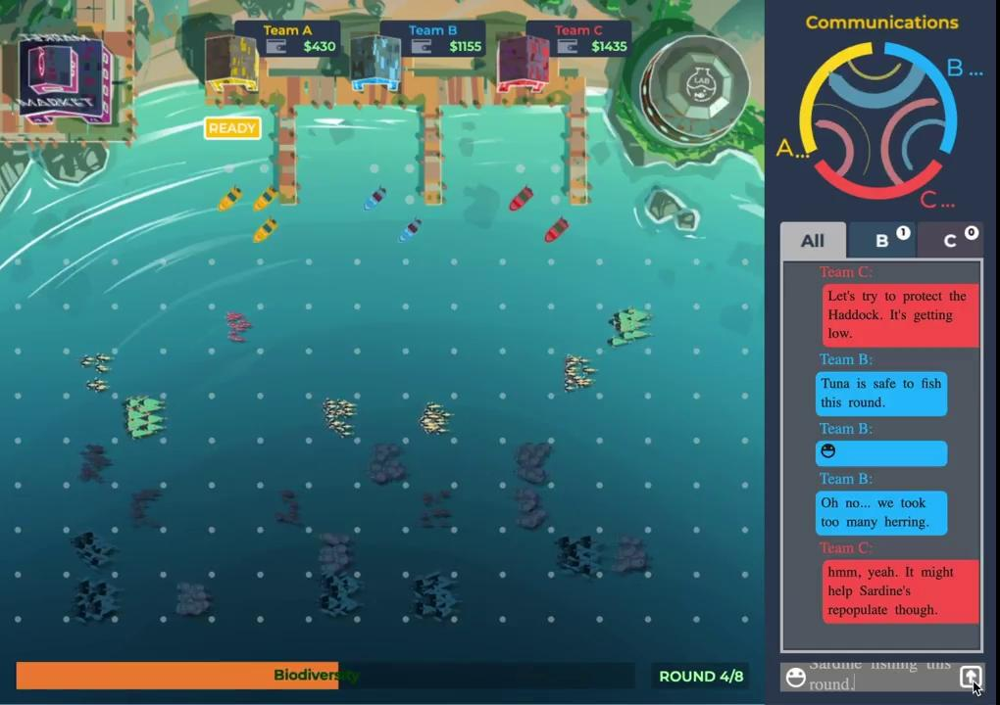 Team A
$430
Team B
$1155
Team C
$1435
MARKET
MARKET
LAB
READY
Communications
A...
B ...
C ...
All
B 1
C 0
Team C:
Let's try to protect the
Haddock. It's getting
low.
Team B:
Tuna is safe to fish
this round.
Team B:
Team B:
Oh no... we took
too many herring.
Team C:
hmm, yeah. It might
help Sardine's
repopulate though.
Sardine fishing this
round.
Biodiversity
ROUND 4/8